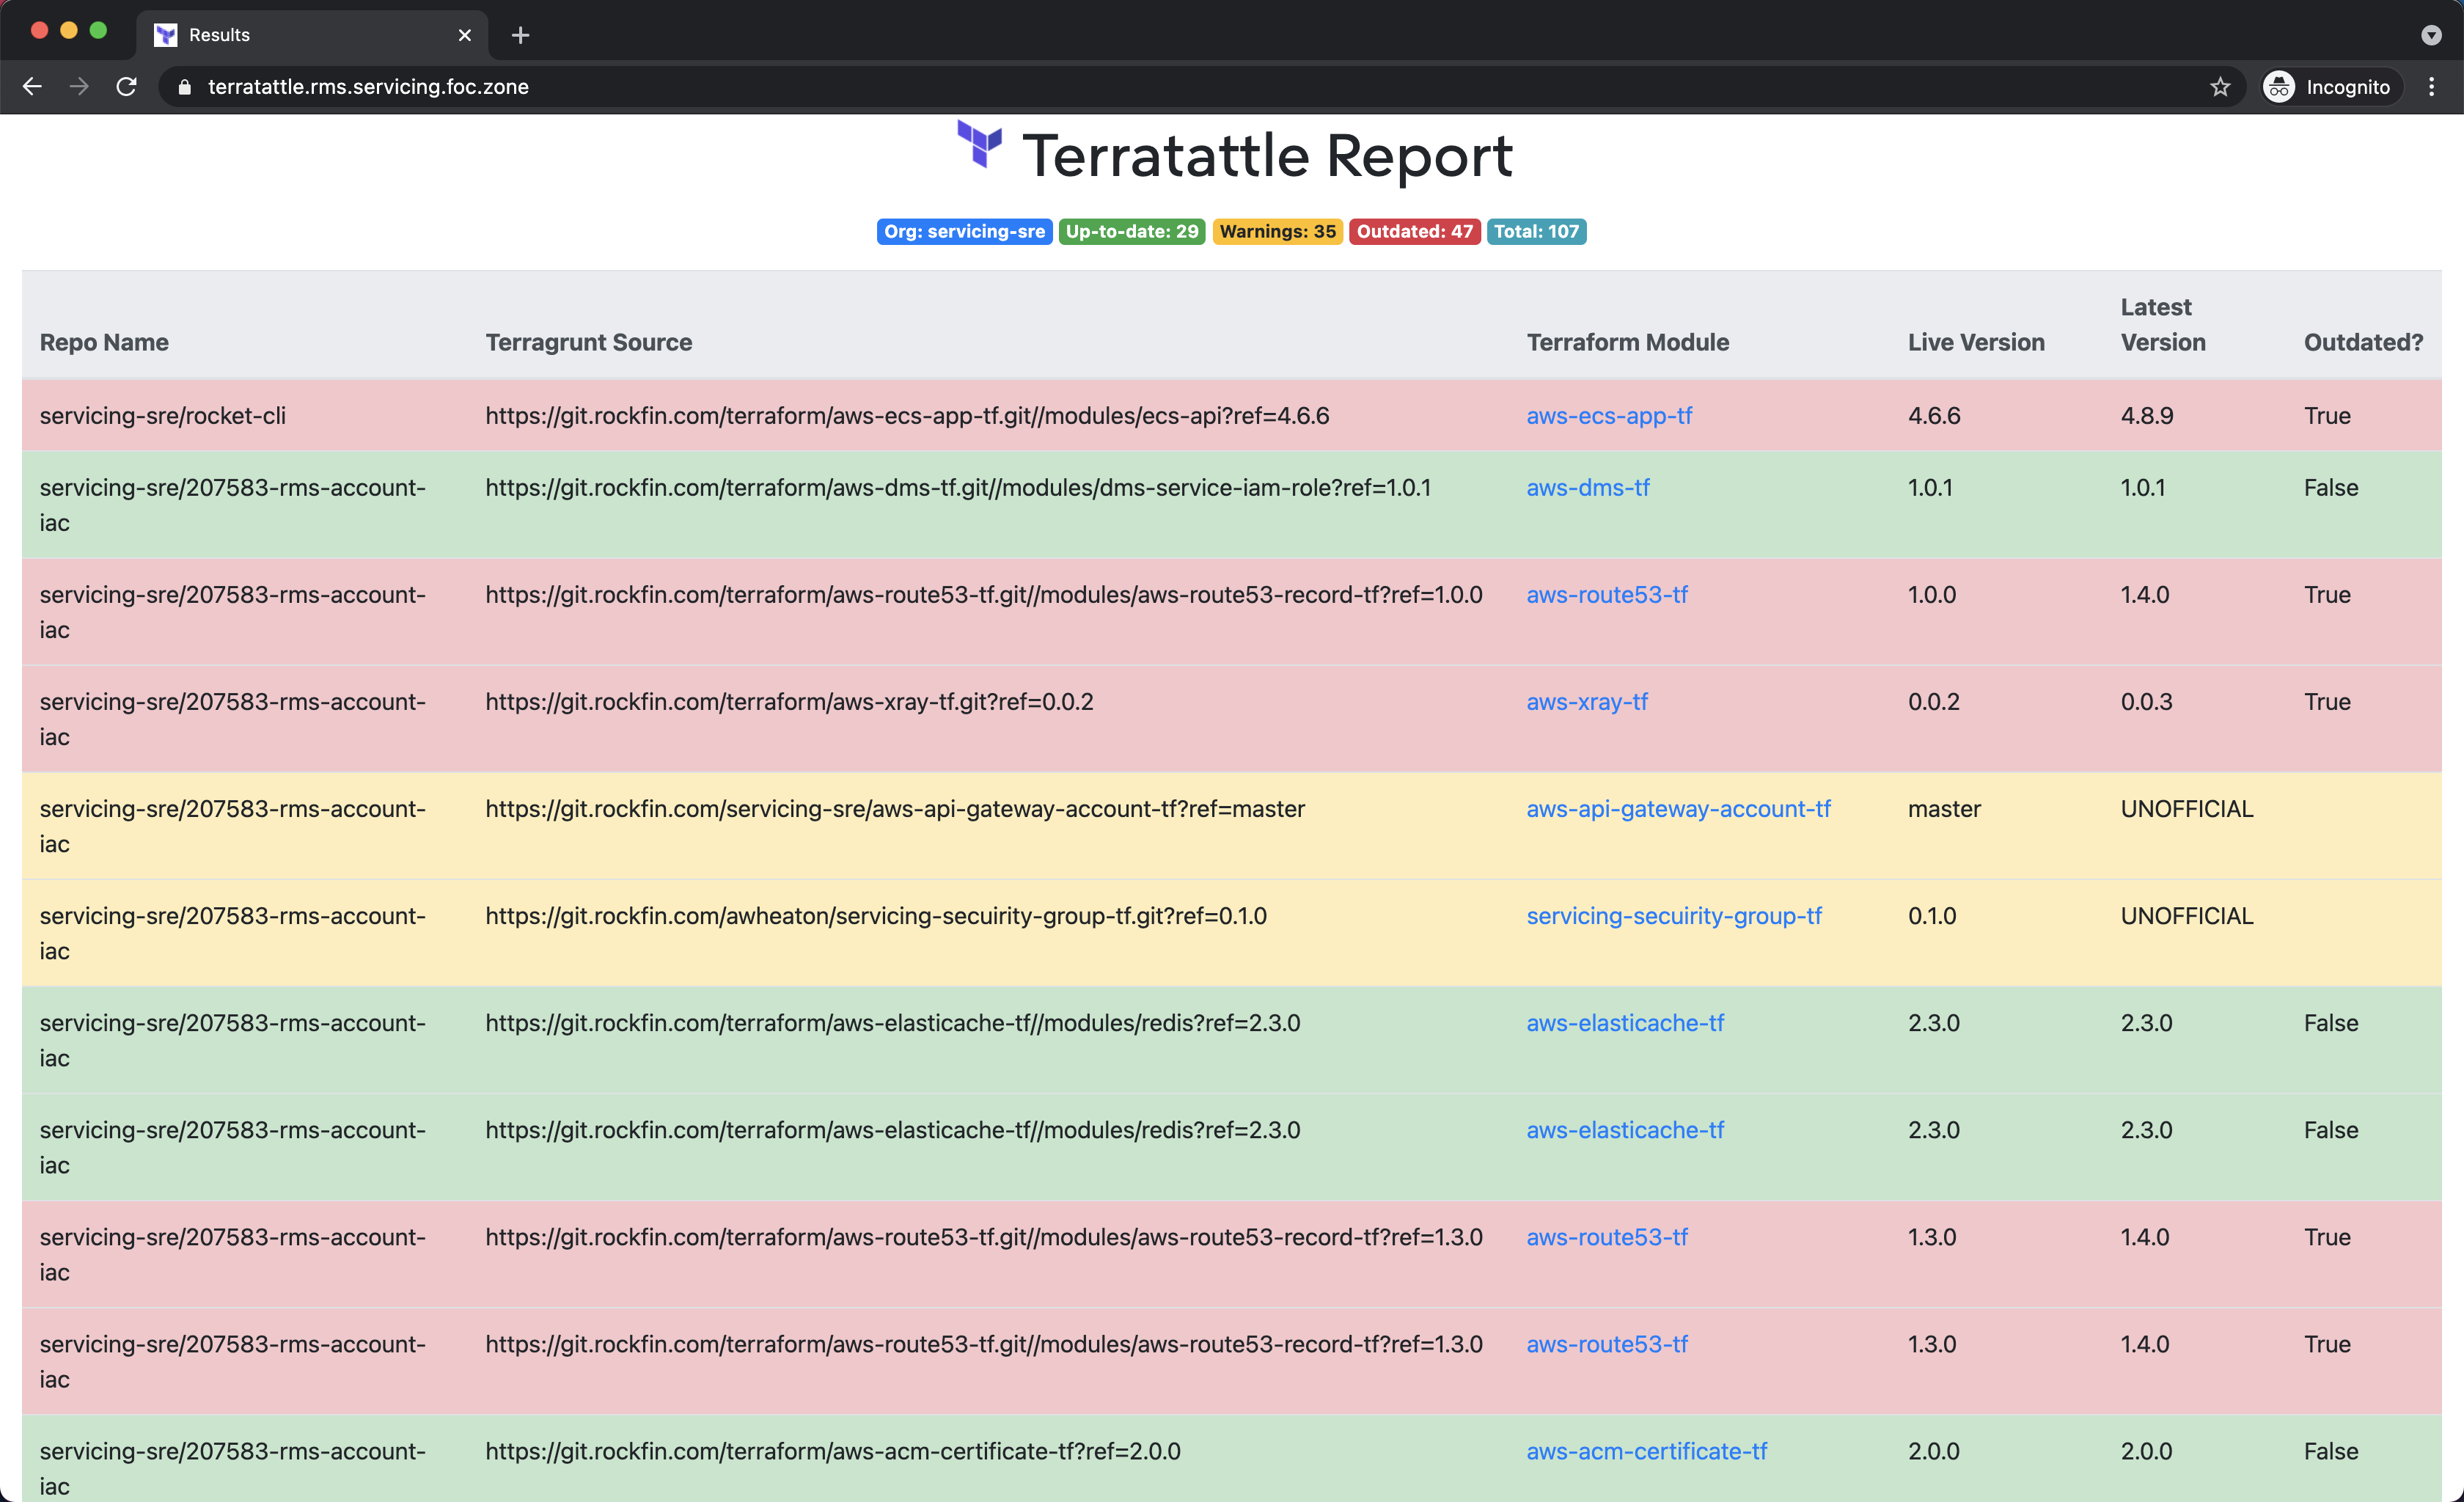 Results
terratattle.rms.servicing.foc.zone
Incognito
Terratattle Report
Org: servicing-sre Up-to-date: 29 Warnings: 35 Outdated: 47 Total: 107
Repo Name Terragrunt Source Terraform Module Live Version Latest Version Outdated?
servicing-sre/rocket-cli https://git.rockfin.com/terraform/aws-ecs-app-tf.git//modules/ecs-api?ref=4.6.6 aws-ecs-app-tf 4.6.6 4.8.9 True
servicing-sre/207583-rms-account- https://git.rockfin.com/terraform/aws-dms-tf.git//modules/dms-service-iam-role?ref=1.0.1 aws-dms-tf 1.0.1 1.0.1 False
iac
servicing-sre/207583-rms-account- https://git.rockfin.com/terraform/aws-route53-tf.git//modules/aws-route53-record-tf?ref=1.0.0 aws-route53-tf 1.0.0 1.4.0 True
iac
servicing-sre/207583-rms-account- https://git.rockfin.com/terraform/aws-xray-tf.git?ref=0.0.2 aws-xray-tf 0.0.2 0.0.3 True
iac
servicing-sre/207583-rms-account- https://git.rockfin.com/servicing-sre/aws-api-gateway-account-tf?ref=master aws-api-gateway-account-tf master UNOFFICIAL
iac
servicing-sre/207583-rms-account- https://git.rockfin.com/awheaton/servicing-secuirity-group-tf.git?ref=0.1.0 servicing-secuirity-group-tf 0.1.0 UNOFFICIAL
iac
servicing-sre/207583-rms-account- https://git.rockfin.com/terraform/aws-elasticache-tf//modules/redis?ref=2.3.0 aws-elasticache-tf 2.3.0 2.3.0 False
iac
servicing-sre/207583-rms-account- https://git.rockfin.com/terraform/aws-elasticache-tf//modules/redis?ref=2.3.0 aws-elasticache-tf 2.3.0 2.3.0 False
iac
servicing-sre/207583-rms-account- https://git.rockfin.com/terraform/aws-route53-tf.git//modules/aws-route53-record-tf?ref=1.3.0 aws-route53-tf 1.3.0 1.4.0 True
iac
servicing-sre/207583-rms-account- https://git.rockfin.com/terraform/aws-route53-tf.git//modules/aws-route53-record-tf?ref=1.3.0 aws-route53-tf 1.3.0 1.4.0 True
iac
servicing-sre/207583-rms-account- https://git.rockfin.com/terraform/aws-acm-certificate-tf?ref=2.0.0 aws-acm-certificate-tf 2.0.0 2.0.0 False
iac